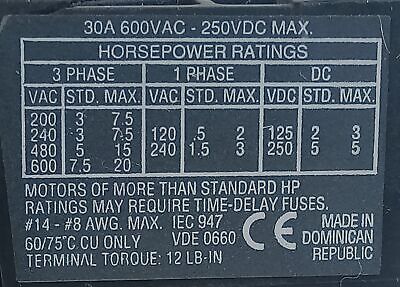 30A 600VAC - 250VDC MAX.
HORSEPOWER RATINGS
3 PHASE 1 PHASE DC
VAC STD. MAX. VAC STD. MAX. VDC STD. MAX.
200 3 7.5
240 3 7.5 120 .5 2 125 2 3
480 5 15 240 1.5 3 250 5 5
600 7.5 20
MOTORS OF MORE THAN STANDARD HP
RATINGS MAY REQUIRE TIME-DELAY FUSES.
#14 - #8 AWG. MAX. IEC 947 CE MADE IN
60/75°C CU ONLY VDE 0660 DOMINICAN
TERMINAL TORQUE: 12 LB-IN REPUBLIC